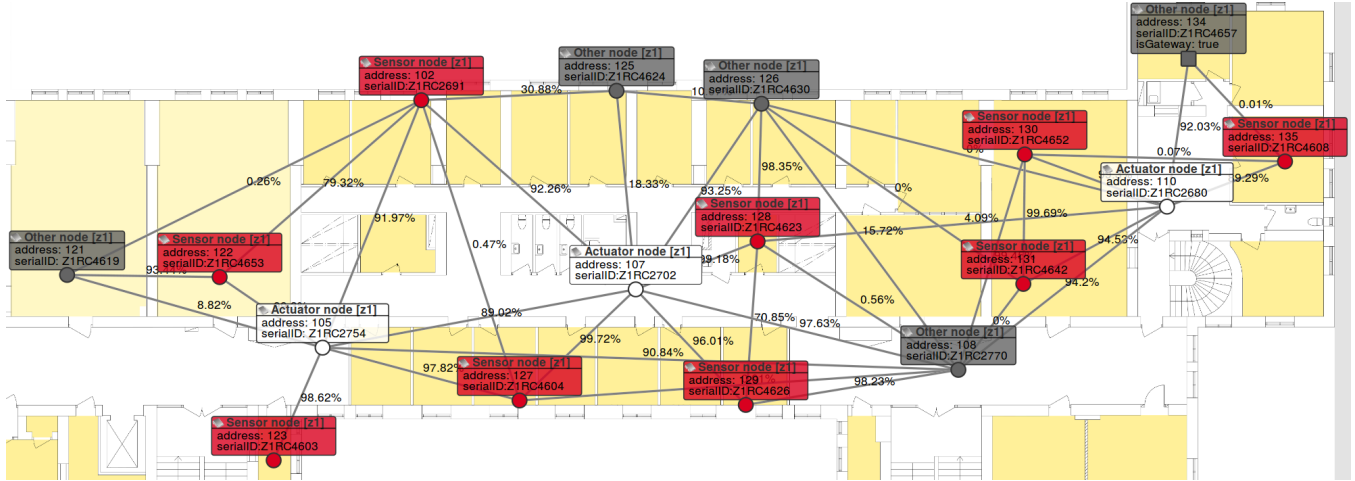 Other node [z1]
address: 134
serialID:Z1RC4657
isGateway: true
Other node [z1]
address: 125
serialID:Z1RC4624
Sensor node [z1]
address: 102
serialID:Z1RC2691
Other node [z1]
address: 126
serialID:Z1RC4630
30.88%
0.01%
Sensor node [z1]
address: 130
serialID:Z1RC4652
92.03%
Sensor node [z1]
address: 135
serialID:Z1RC4608
0.07%
98.35%
Actuator node [z1]
address: 110
serialID:Z1RC2680
0.26%
79.32%
92.26%
18.33%
93.25%
0%
Sensor node [z1]
address: 128
serialID:Z1RC4623
91.97%
4.09%
99.69%
15.72%
Other node [z1]
address: 121
serialID:Z1RC4619
Sensor node [z1]
address: 122
serialID:Z1RC4653
0.47%
Actuator node [z1]
address: 107
serialID:Z1RC2702
94.53%
Sensor node [z1]
address: 131
serialID:Z1RC4642
94.2%
8.82%
0.56%
Actuator node [z1]
address: 105
serialID: Z1RC2754
89.02%
70.85%
97.63%
0%
Other node [z1]
address: 108
serialID:Z1RC2770
99.72%
96.01%
90.84%
97.82%
Sensor node [z1]
address: 127
serialID:Z1RC4604
Sensor node [z1]
address: 129
serialID:Z1RC4626
98.23%
98.62%
Sensor node [z1]
address: 123
serialID:Z1RC4603